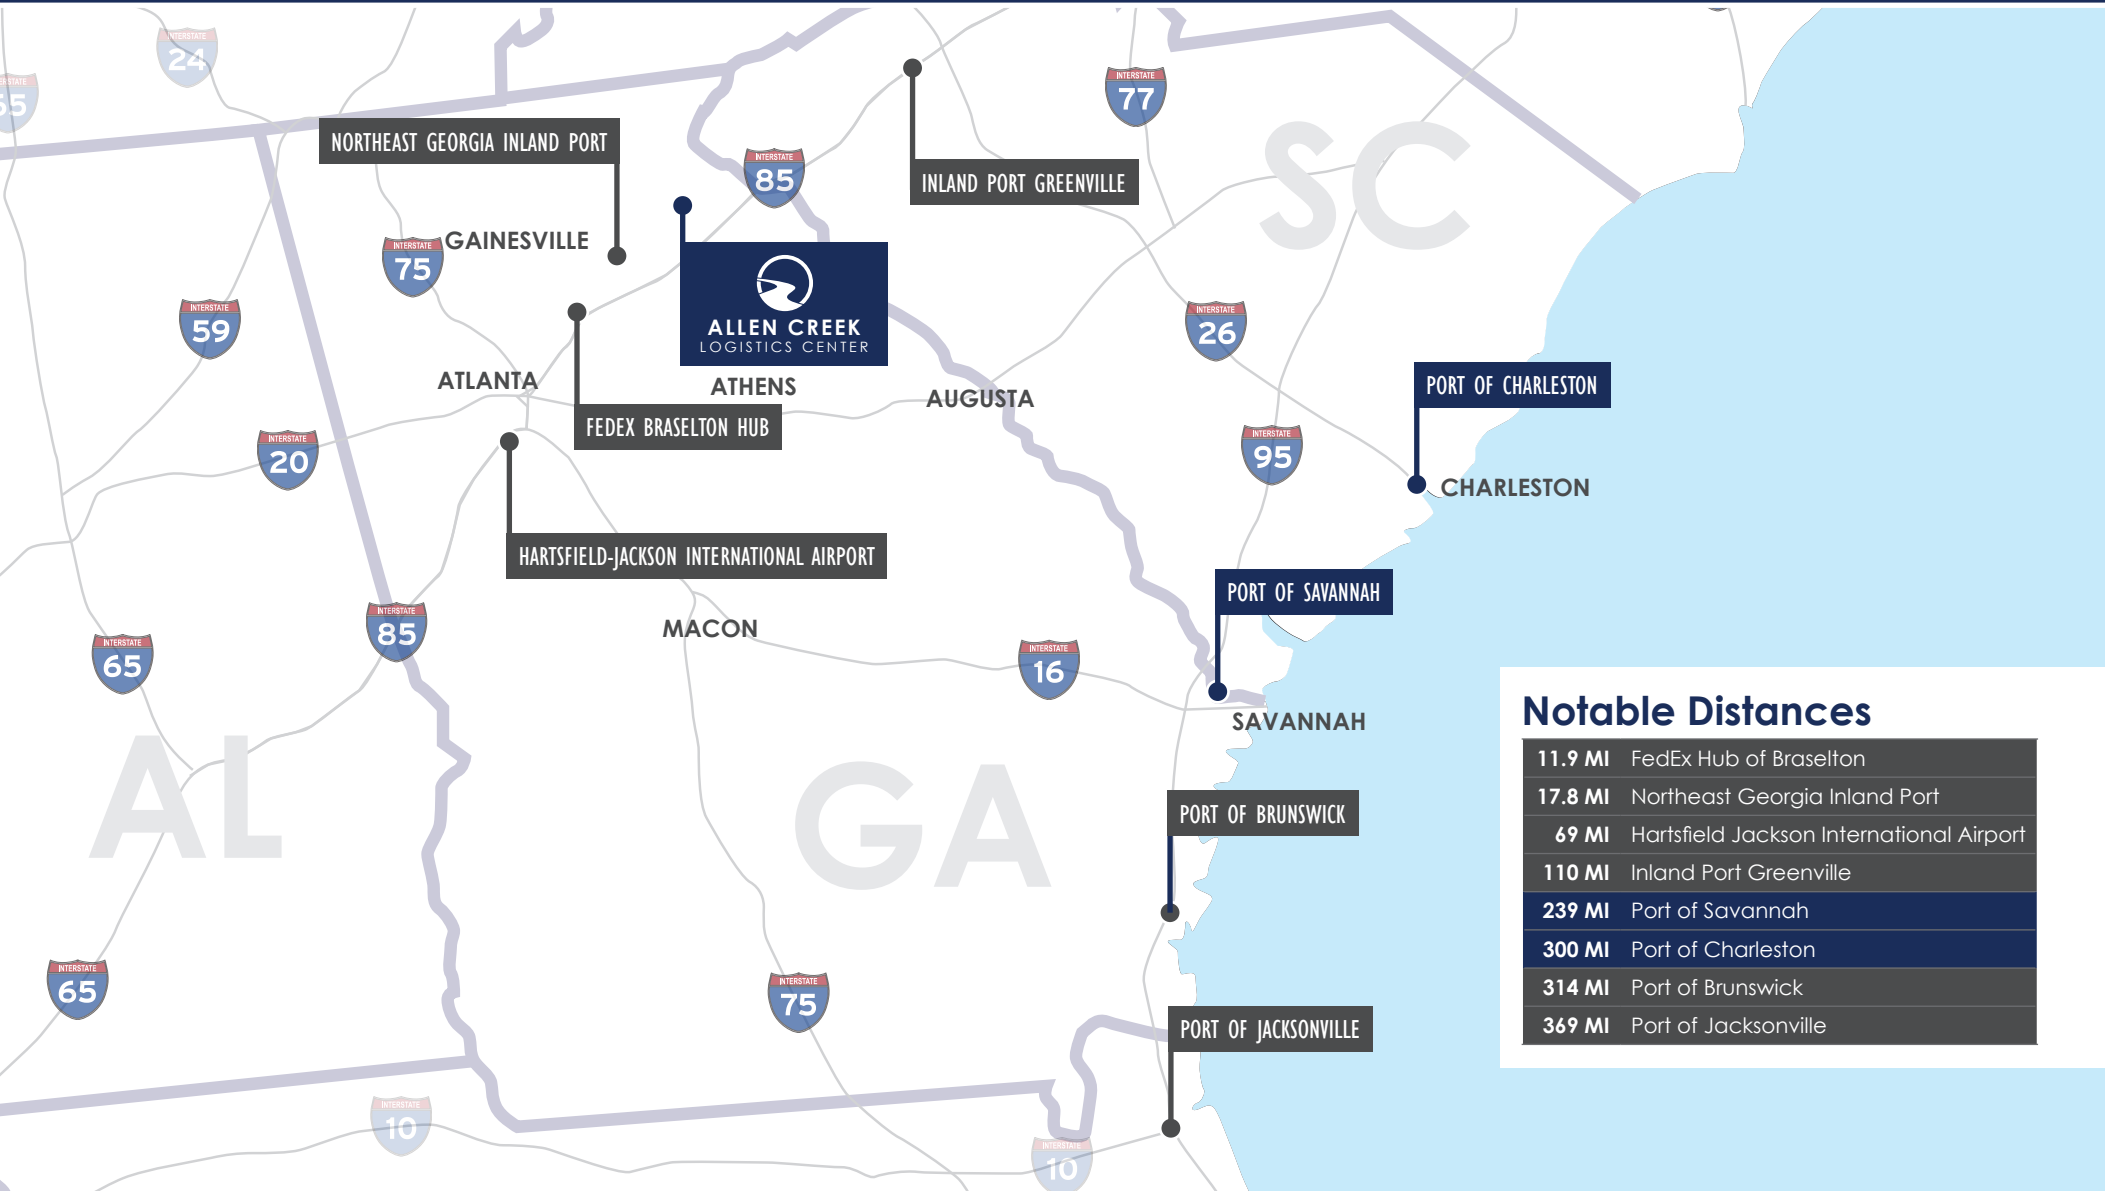 INTERSTATE
24
INTERSTATE
77
65
NORTHEAST GEORGIA INLAND PORT
INTERSTATE
85
INLAND PORT GREENVILLE
SC
GAINESVILLE
INTERSTATE
75
ALLEN CREEK
LOGISTICS CENTER
INTERSTATE
59
INTERSTATE
26
ATLANTA
ATHENS
AUGUSTA
PORT OF CHARLESTON
FEDEX BRASELTON HUB
INTERSTATE
20
INTERSTATE
95
CHARLESTON
HARTSFIELD-JACKSON INTERNATIONAL AIRPORT
PORT OF SAVANNAH
INTERSTATE
85
MACON
INTERSTATE
65
INTERSTATE
16
SAVANNAH
AL
GA
PORT OF BRUNSWICK
INTERSTATE
65
INTERSTATE
75
PORT OF JACKSONVILLE
INTERSTATE
10
INTERSTATE
10
Notable Distances
11.9 MI FedEx Hub of Braselton
17.8 MI Northeast Georgia Inland Port
69 MI Hartsfield Jackson International Airport
110 MI Inland Port Greenville
239 MI Port of Savannah
300 MI Port of Charleston
314 MI Port of Brunswick
369 MI Port of Jacksonville